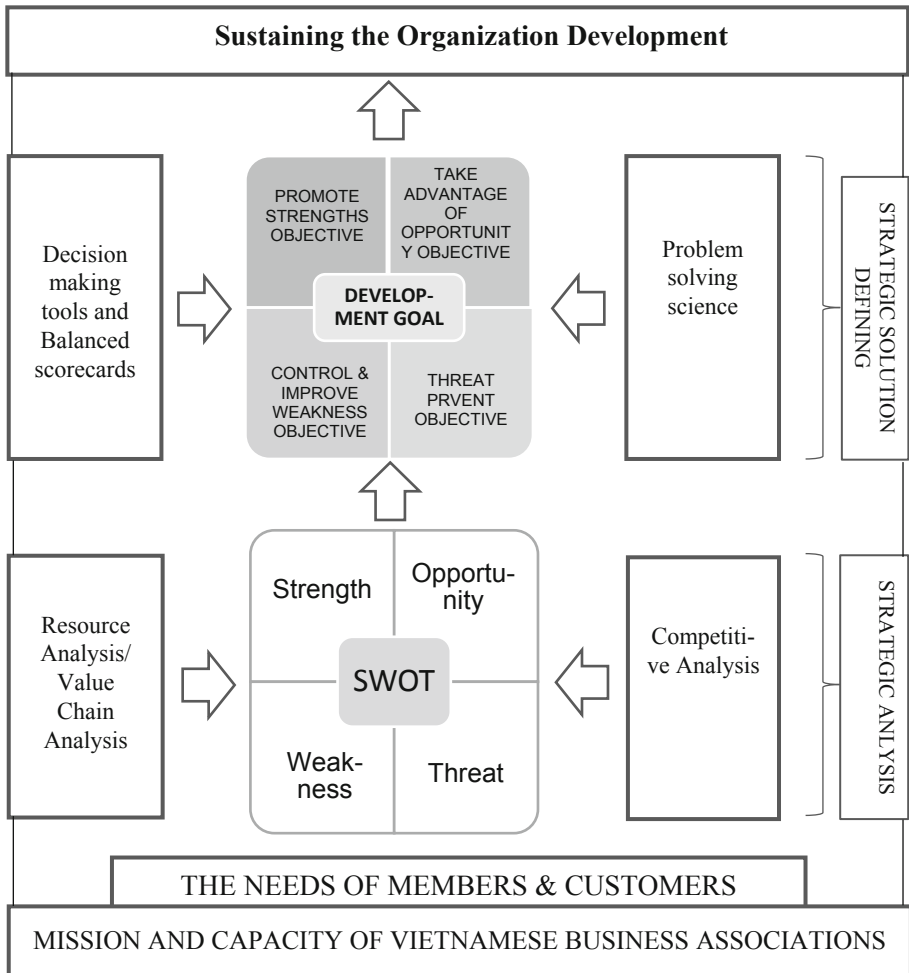 Sustaining the Organization Development
Decision
making
tools and
Balanced
scorecards
PROMOTE
STRENGTHS
OBJECTIVE
TAKE
ADVANTAGE
OF
OPPORTUNIT
Y OBJECTIVE
DEVELOP-
MENT GOAL
CONTROL &
IMPROVE
WEAKNESS
OBJECTIVE
THREAT
PRVENT
OBJECTIVE
Problem
solving
science
STRATEGIC SOLUTION
DEFINING
Resource
Analysis/
Value
Chain
Analysis
Strength
Opportu-
nity
SWOT
Weak-
ness
Threat
Competiti-
ve Analysis
STRATEGIC ANLYSIS
THE NEEDS OF MEMBERS & CUSTOMERS
MISSION AND CAPACITY OF VIETNAMESE BUSINESS ASSOCIATIONS